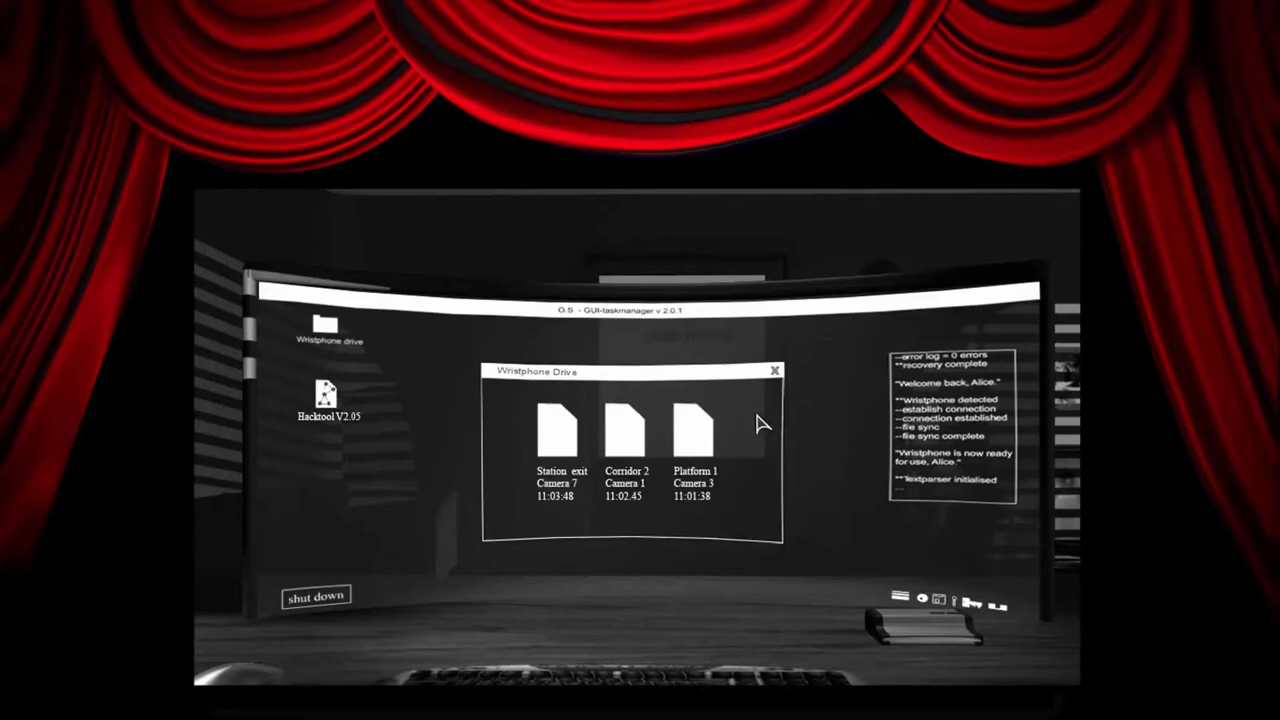 O.S - GUI-taskmanager v 2.0.1
Wristphone drive
Hacktool V2.05
shut down
Wristphone Drive
X
Station exit
Camera 7
11:03:48
Corridor 2
Camera 1
11:02.45
Platform 1
Camera 3
11:01:38
--error log = 0 errors
**recovery complete
"Welcome back, Alice."
**Wristphone detected
--establish connection
--connection established
--file sync
--file sync complete
"Wristphone is now ready
for use, Alice."
**Textparser initialised